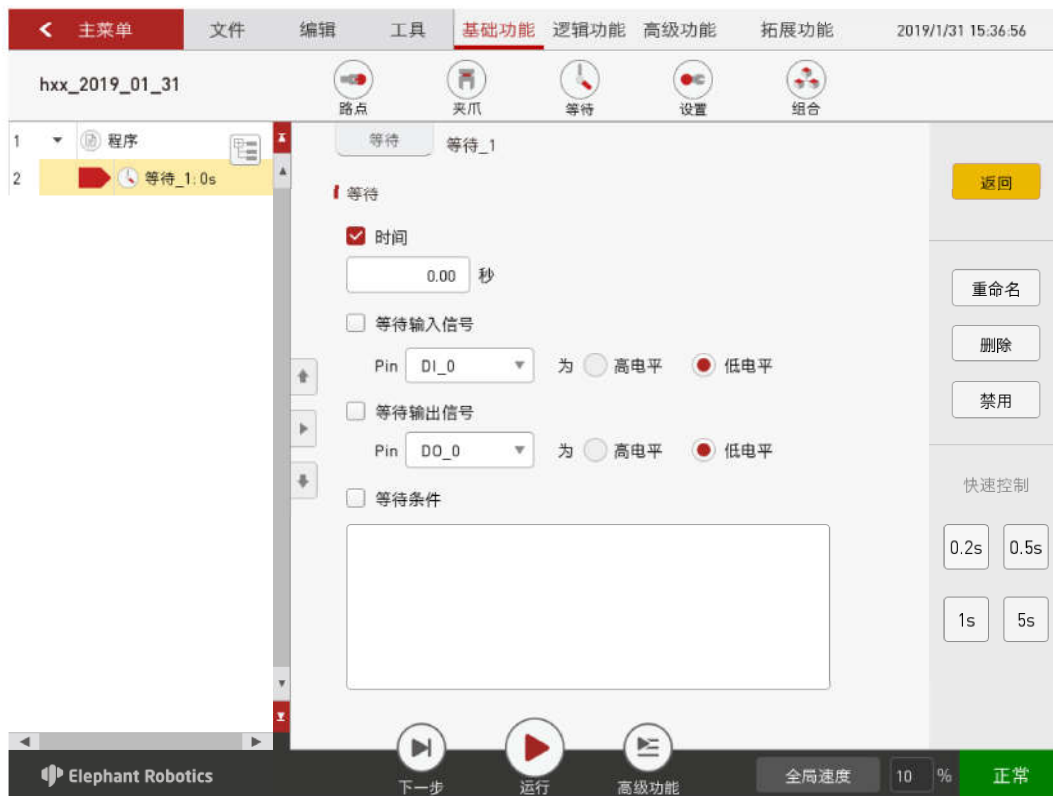 主菜单 文件 编辑 工具 基础功能 逻辑功能 高级功能 拓展功能 2019/1/31 15:36:56
hxx_2019_01_31 路点 夹爪 等待 设置 组合
1 程序
2 等待_1: 0s
等待 等待_1
等待
时间
0.00 秒
等待输入信号
Pin DI_0 为 高电平 低电平
等待输出信号
Pin DO_0 为 高电平 低电平
等待条件
返回
重命名
删除
禁用
快速控制
0.2s 0.5s
1s 5s
Elephant Robotics 下一步 运行 高级功能 全局速度 10 % 正常